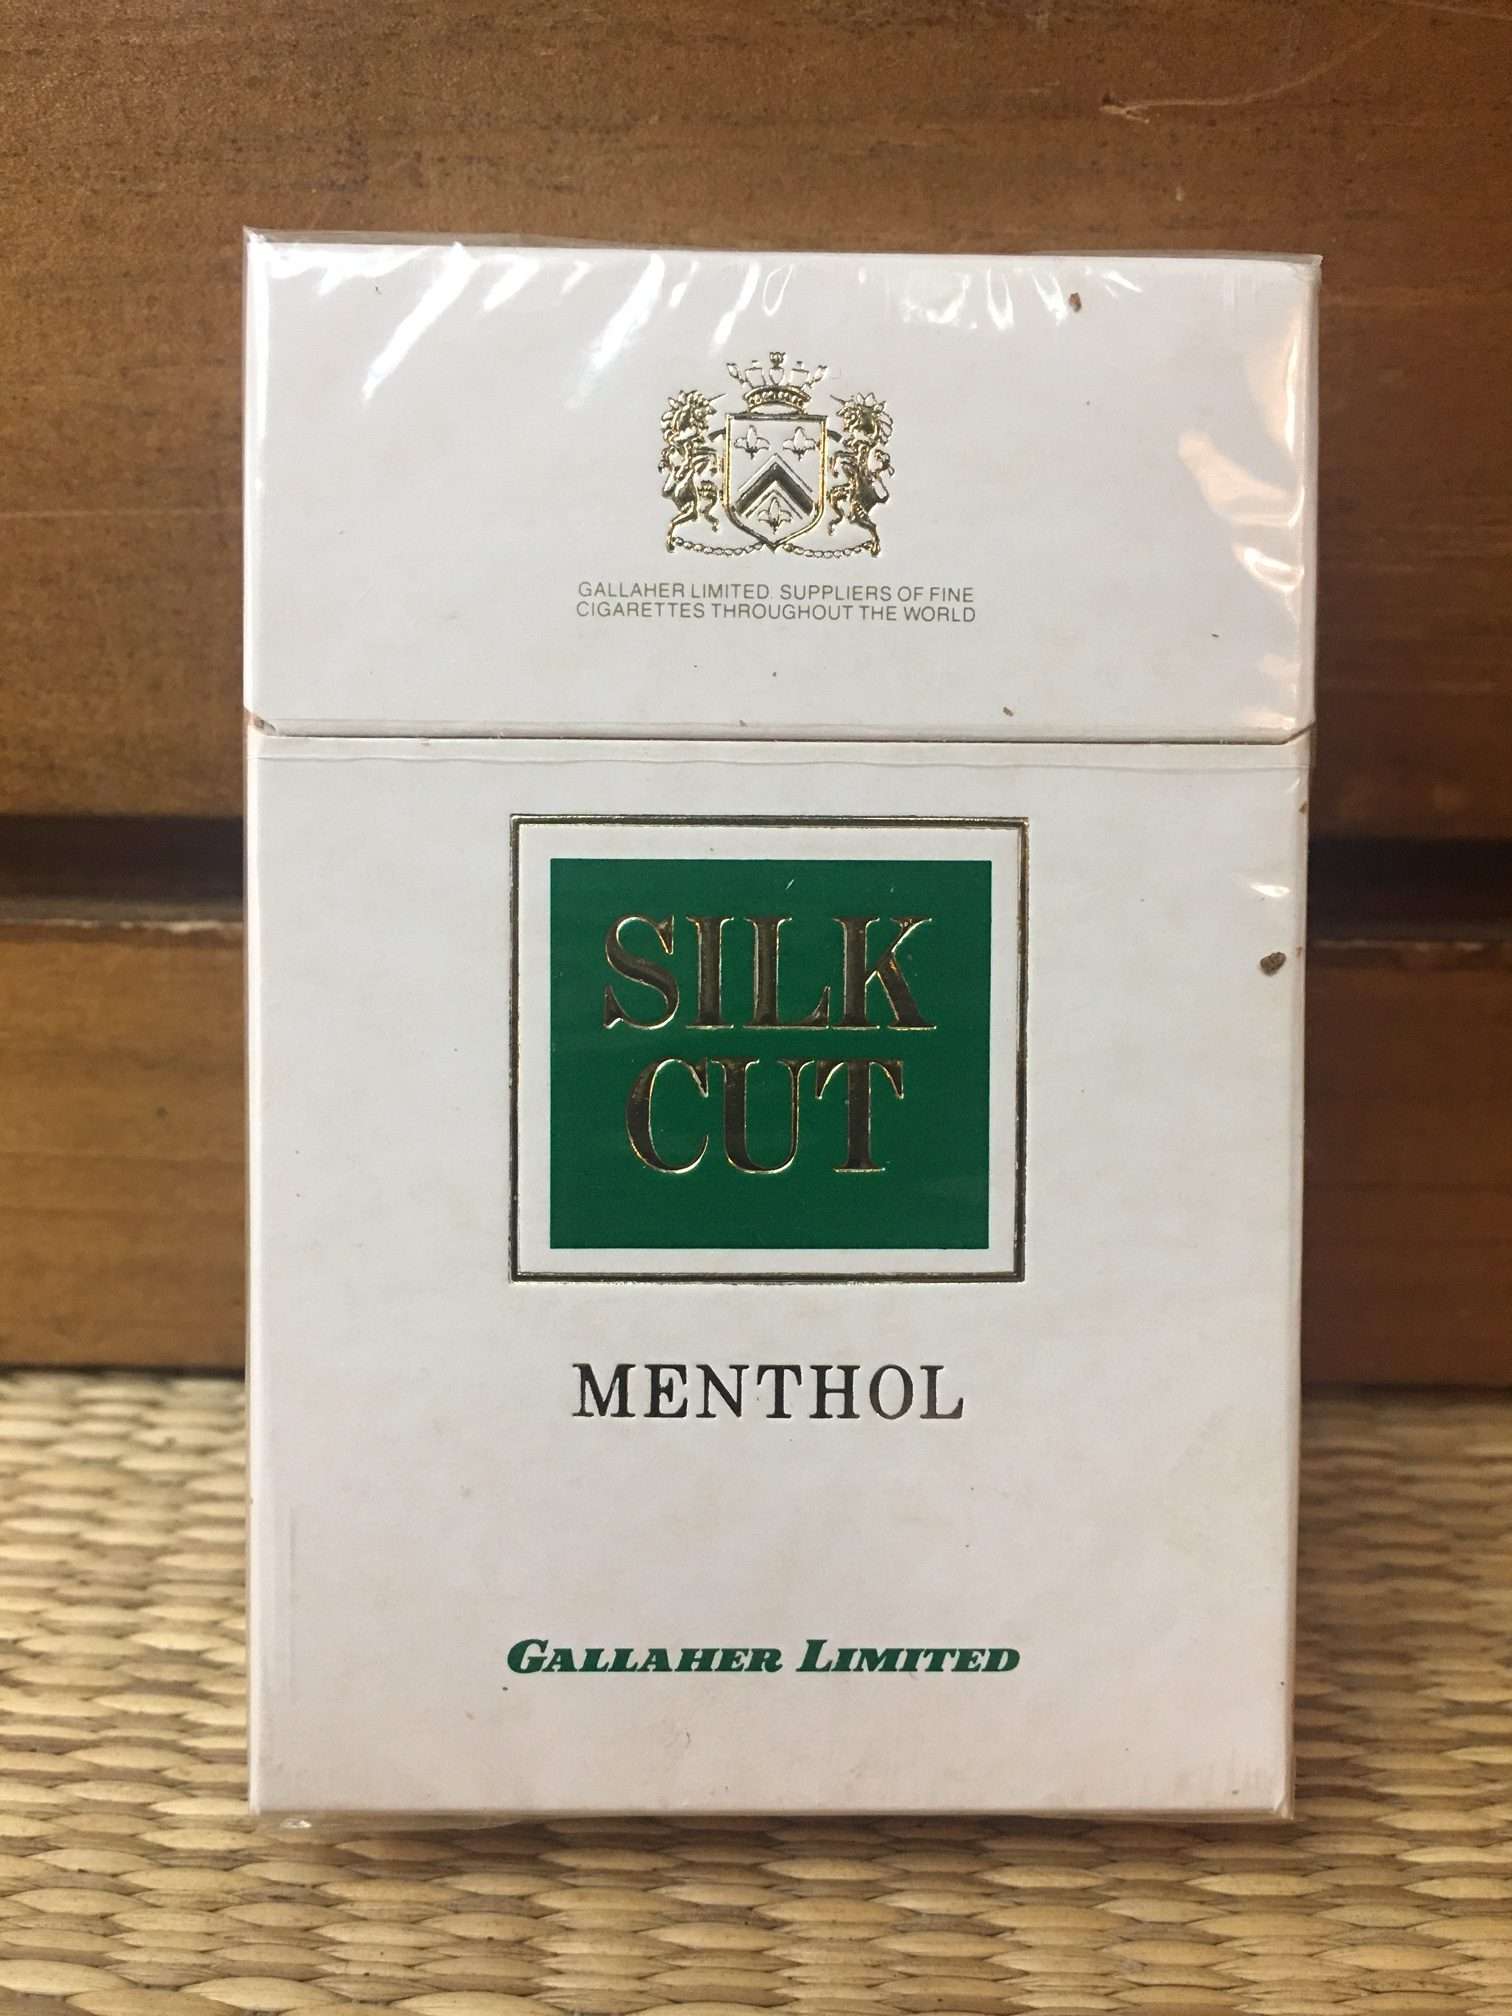 GALLAHER LIMITED. SUPPLIERS OF FINE
CIGARETTES THROUGHOUT THE WORLD
SILK
CUT
MENTHOL
GALLAHER LIMITED